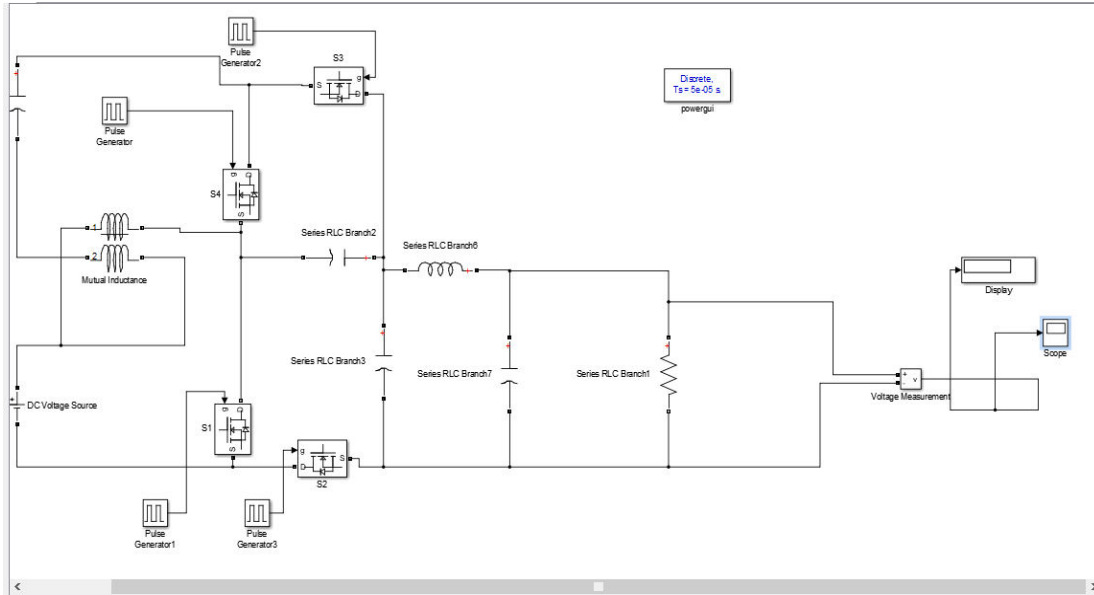 Pulse
Generator2
S3
g
S
D
Discrete,
Ts = 5e-05 s.
powergui
+
Pulse
Generator
g
D
S4
S
1
2
Mutual Inductance
Series RLC Branch2
+
Series RLC Branch6
+
Display
Scope
+
Series RLC Branch3
+
Series RLC Branch7
+
Series RLC Branch1
+
v
-
Voltage Measurement
+
DC Voltage Source
g
D
S1
S
g
D
S
S2
Pulse
Generator1
Pulse
Generator3